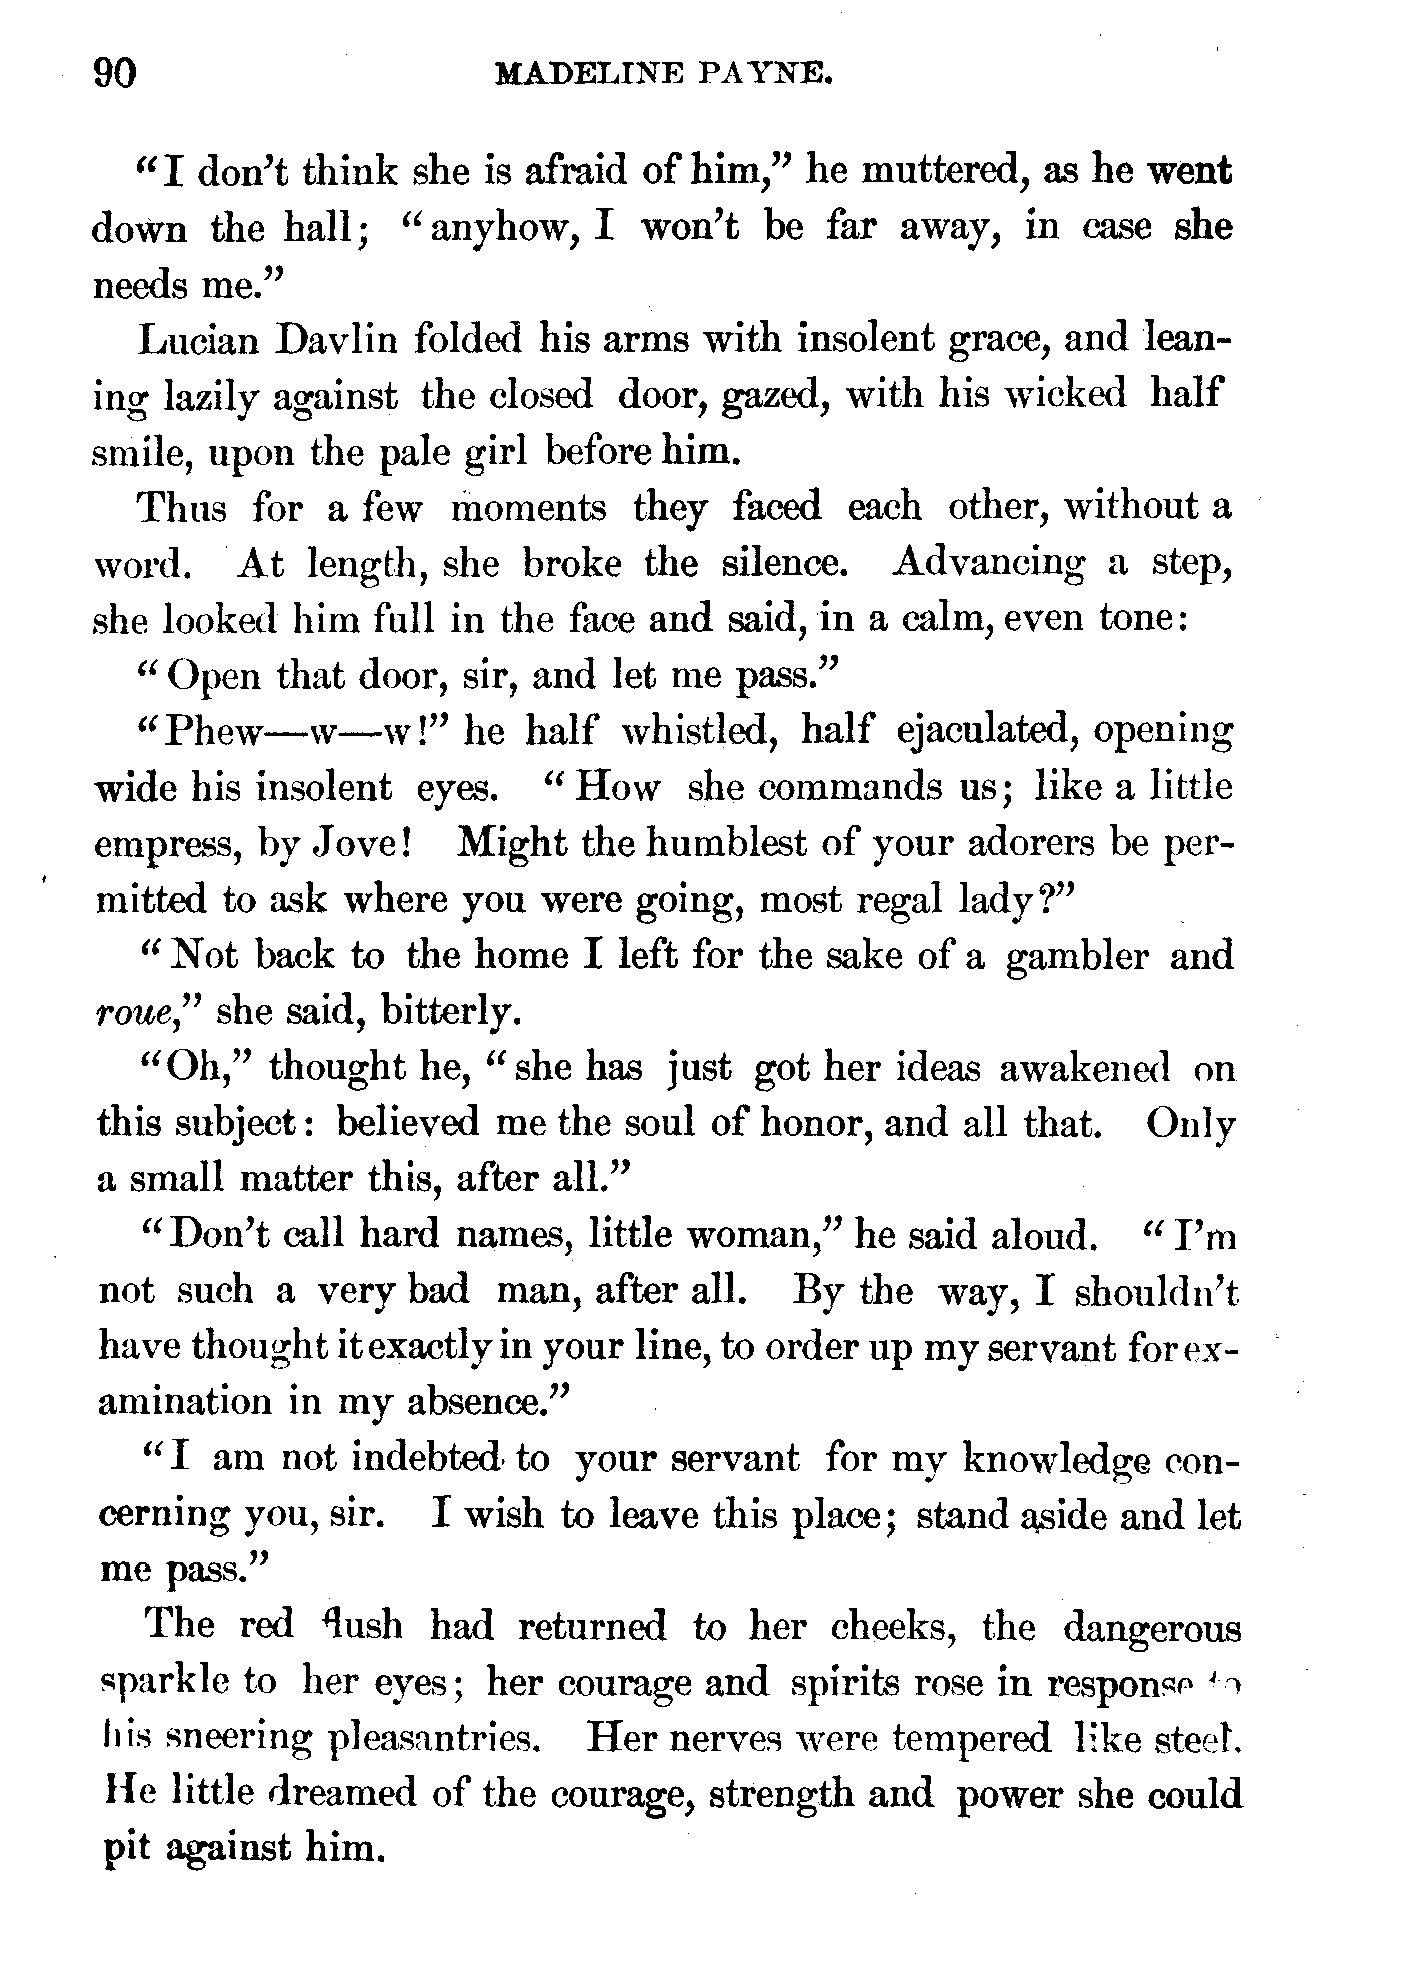 90 MADELINE PAYNE.
"I don't think she is afraid of him," he muttered, as he went
down the hall; "anyhow, I won't be far away, in case she
needs me."
Lucian Davlin folded his arms with insolent grace, and lean-
ing lazily against the closed door, gazed, with his wicked half
smile, upon the pale girl before him.
Thus for a few moments they faced each other, without a
word. At length, she broke the silence. Advancing a step,
she looked him full in the face and said, in a calm, even tone:
"Open that door, sir, and let me pass."
"Phew—w—w!" he half whistled, half ejaculated, opening
wide his insolent eyes. "How she commands us; like a little
empress, by Jove! Might the humblest of your adorers be per-
mitted to ask where you were going, most regal lady?"
"Not back to the home I left for the sake of a gambler and
roue," she said, bitterly.
"Oh," thought he, "she has just got her ideas awakened on
this subject: believed me the soul of honor, and all that. Only
a small matter this, after all."
"Don't call hard names, little woman," he said aloud. "I'm
not such a very bad man, after all. By the way, I shouldn't
have thought it exactly in your line, to order up my servant for ex-
amination in my absence."
"I am not indebted to your servant for my knowledge con-
cerning you, sir. I wish to leave this place; stand aside and let
me pass."
The red flush had returned to her cheeks, the dangerous
sparkle to her eyes; her courage and spirits rose in response to
his sneering pleasantries. Her nerves were tempered like steel.
He little dreamed of the courage, strength and power she could
pit against him.